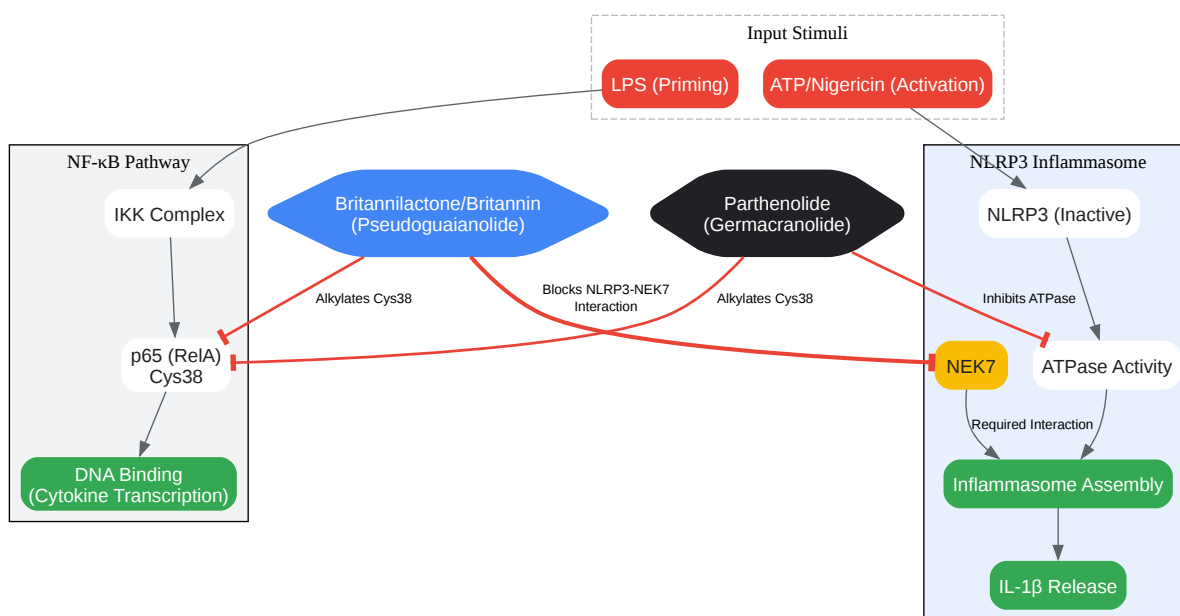 Input Stimuli
LPS (Priming)
ATP/Nigericin (Activation)
NF-κB Pathway
NLRP3 Inflammasome
IKK Complex
Britannilactone/Britannin
(Pseudoguaianolide)
Parthenolide
(Germacranolide)
NLRP3 (Inactive)
Alkylates Cys38
Blocks NLRP3-NEK7
Interaction
Alkylates Cys38
Inhibits ATPase
p65 (RelA)
Cys38
NEK7
ATPase Activity
Required Interaction
DNA Binding
(Cytokine Transcription)
Inflammasome Assembly
IL-1β Release